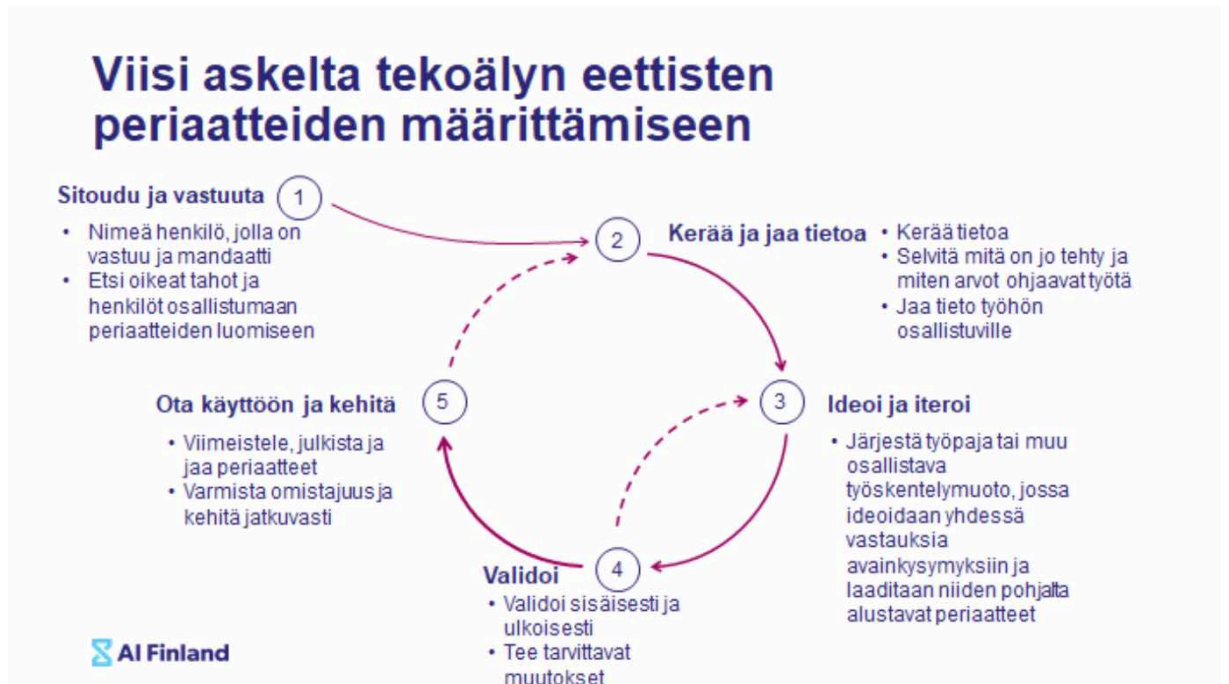 Viisi askelta tekoälyn eettisten
periaatteiden määrittämiseen
Sitoudu ja vastuuta
1
• Nimeä henkilö, jolla on
vastuu ja mandaatti
• Etsi oikeat tahot ja
henkilöt osallistumaan
periaatteiden luomiseen
2
Kerää ja jaa tietoa
• Kerää tietoa
• Selvitä mitä on jo tehty ja
miten arvot ohjaavat työtä
• Jaa tieto työhön
osallistuville
3
Ideoi ja iteroi
• Järjestä työpaja tai muu
osallistava
työskentelymuoto, jossa
ideoidaan yhdessä
vastauksia
avainkysymyksiin ja
laaditaan niiden pohjalta
alustavat periaatteet
4
Validoi
• Validoi sisäisesti ja
ulkoisesti
• Tee tarvittavat
muutokset
Ota käyttöön ja kehitä
5
• Viimeistele, julkista ja
jaa periaatteet
• Varmista omistajuus ja
kehitä jatkuvasti
AI Finland